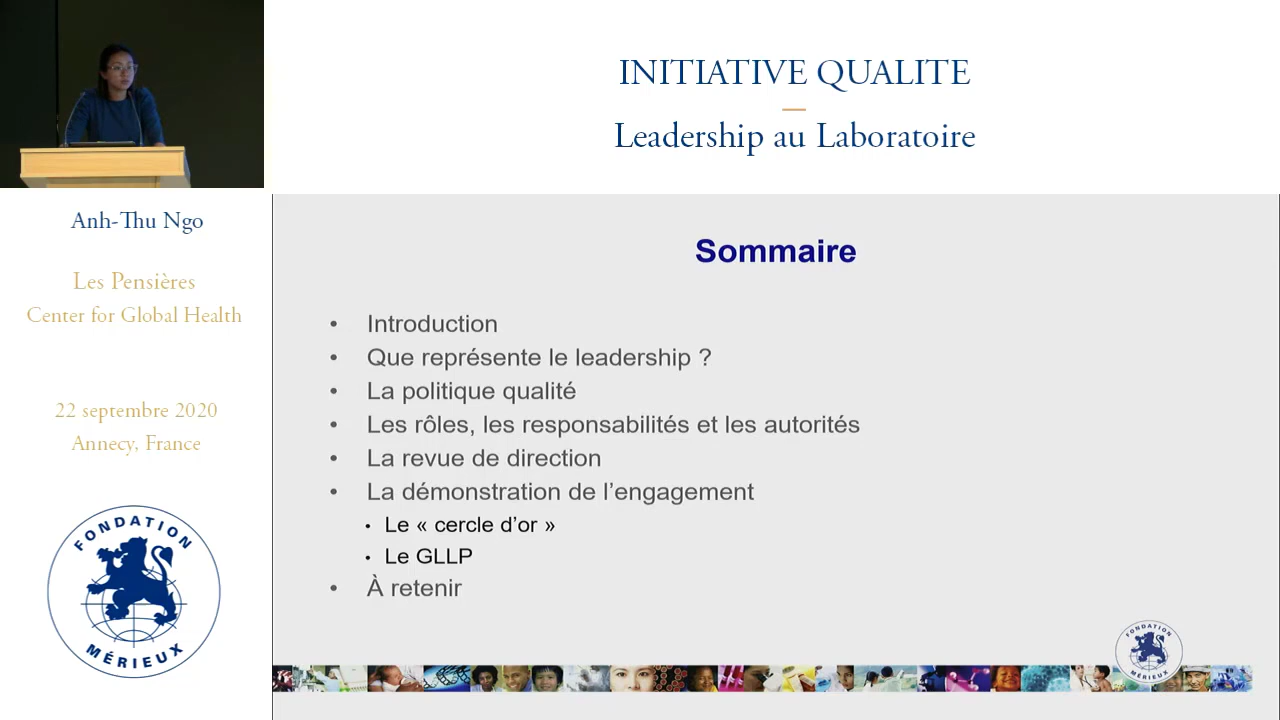 INITIATIVE QUALITE
Leadership au Laboratoire
Anh-Thu Ngo
Les Pensières
Center for Global Health
22 septembre 2020
Annecy, France
FONDATION
MÉRIEUX
Sommaire
• Introduction
• Que représente le leadership ?
• La politique qualité
• Les rôles, les responsabilités et les autorités
• La revue de direction
• La démonstration de l’engagement
• Le « cercle d’or »
• Le GLLP
• À retenir
FONDATION
MÉRIEUX